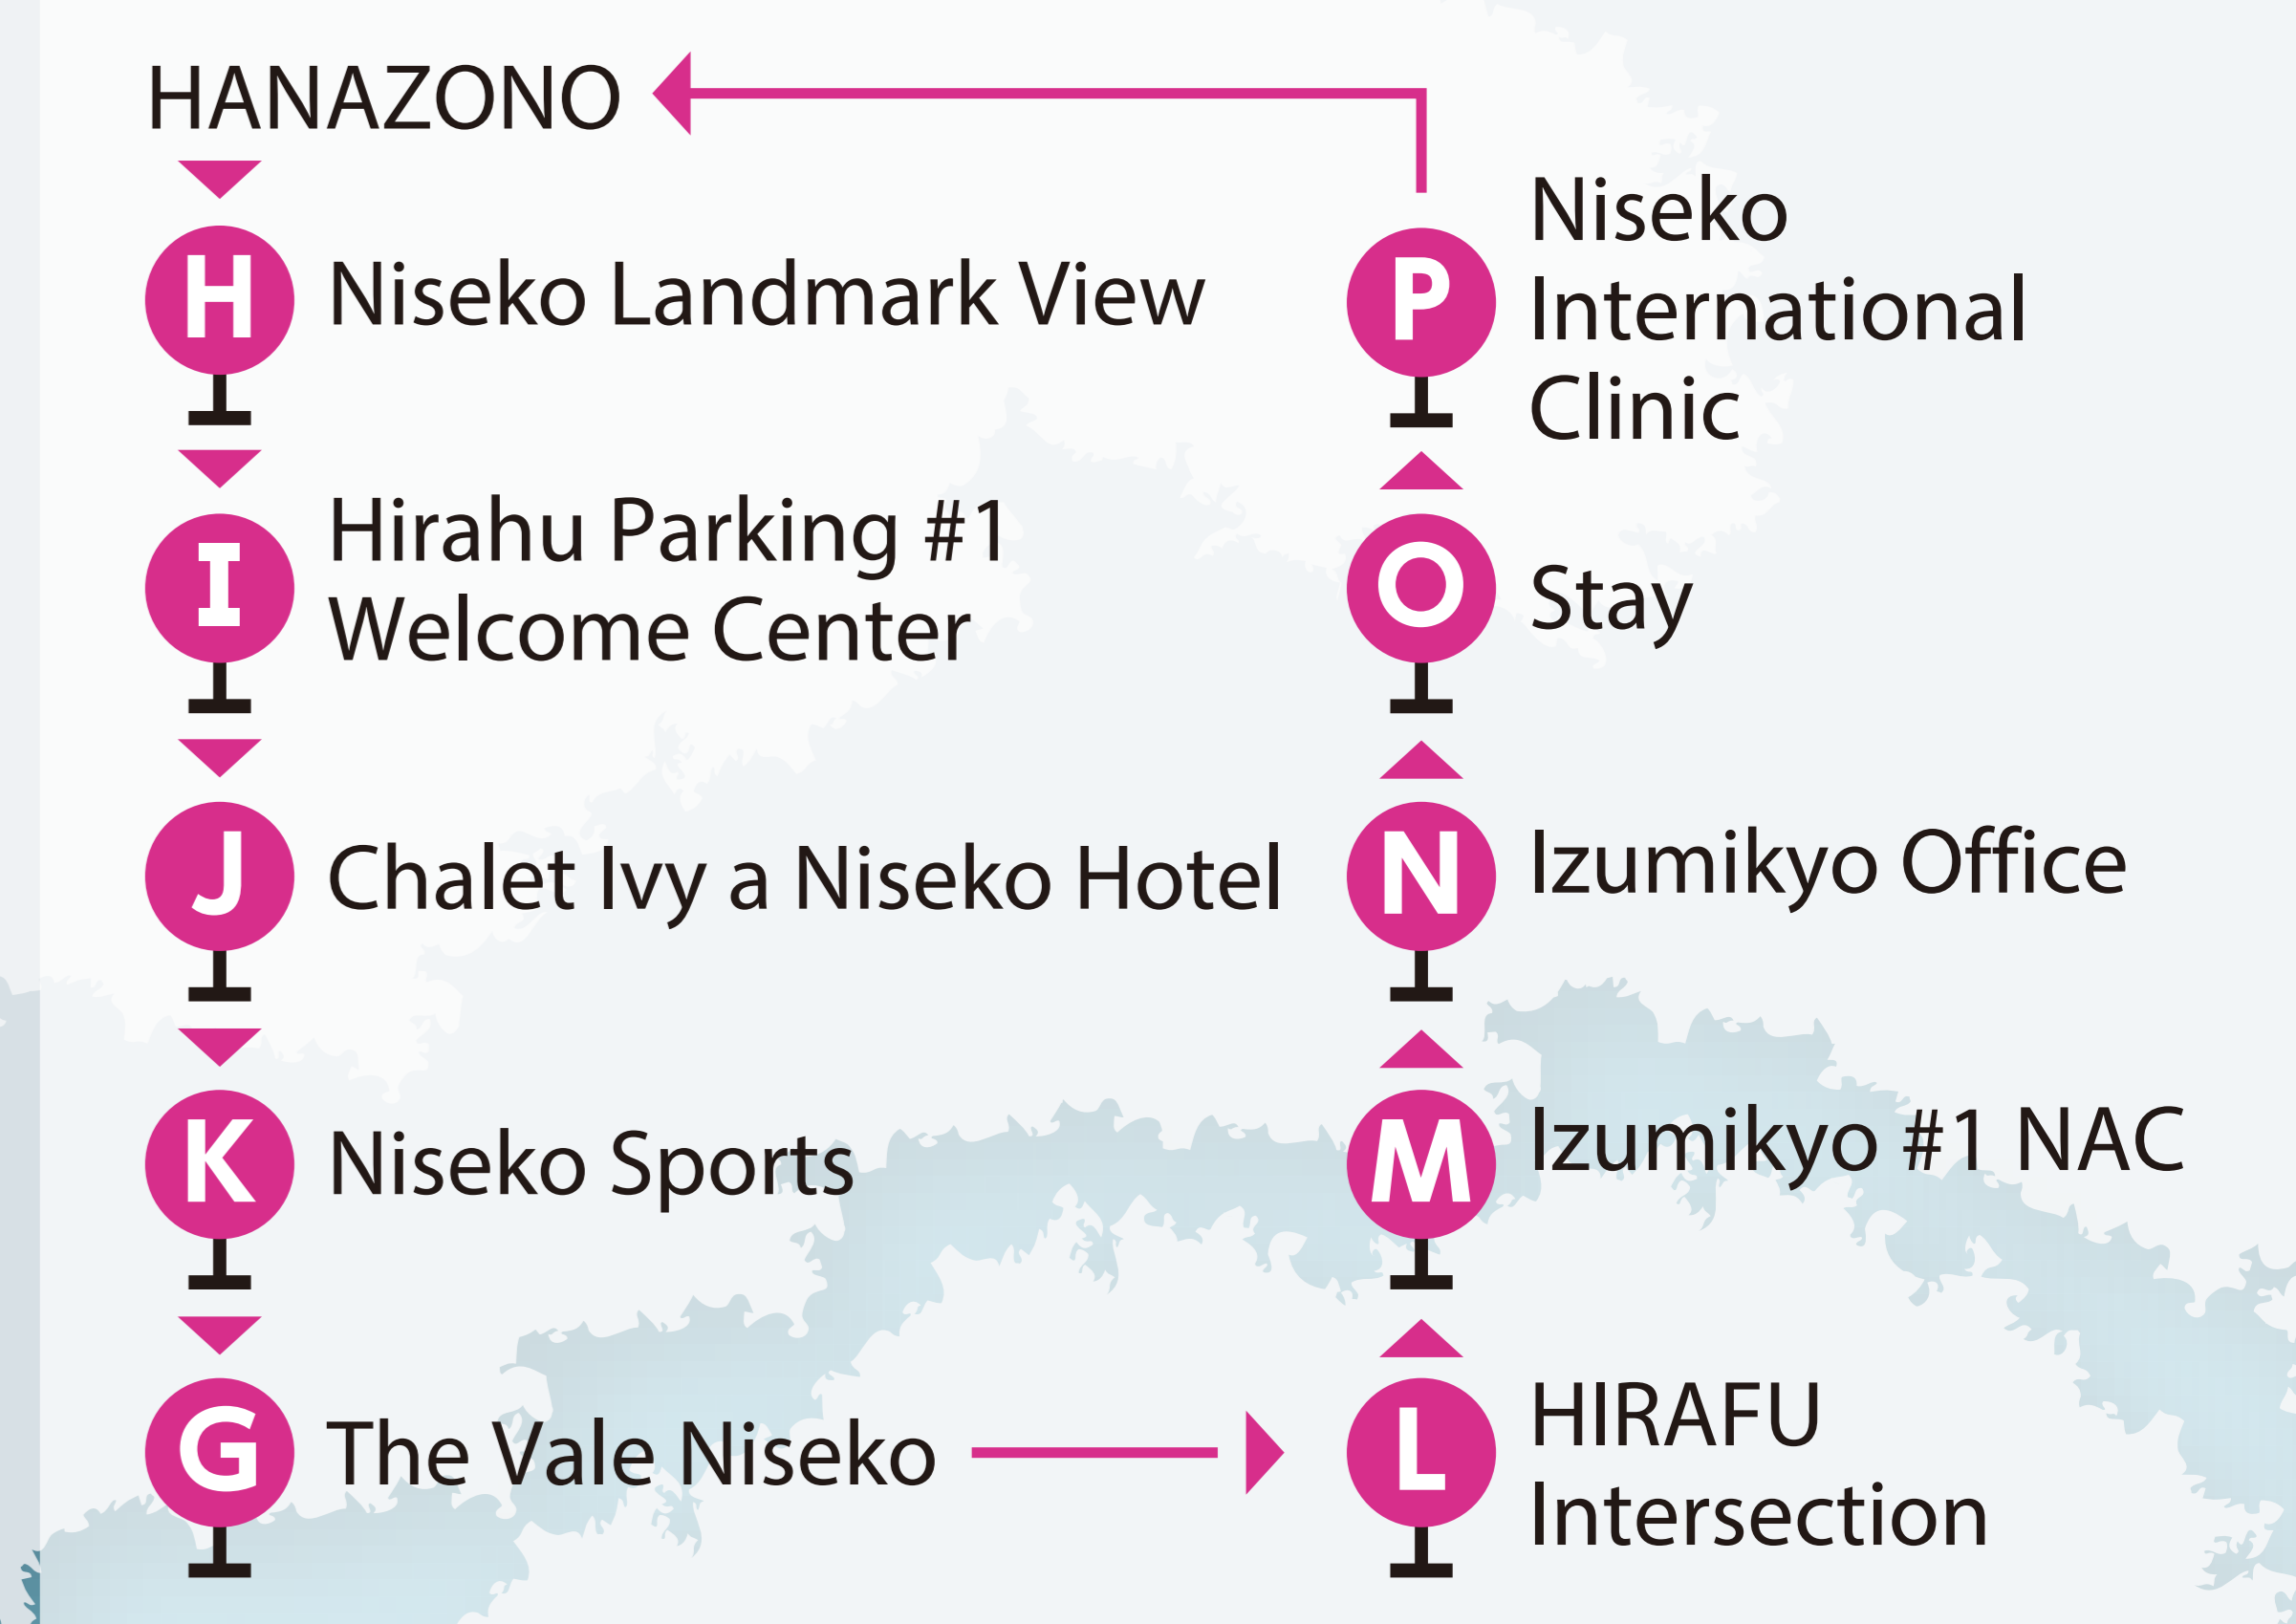 HANAZONO
H Niseko Landmark View
I Hirahu Parking #1
Welcome Center
J Chalet Ivy a Niseko Hotel
K Niseko Sports
G The Vale Niseko
L HIRAFU
Intersection
M Izumikyo #1 NAC
N Izumikyo Office
O Stay
P Niseko
International
Clinic